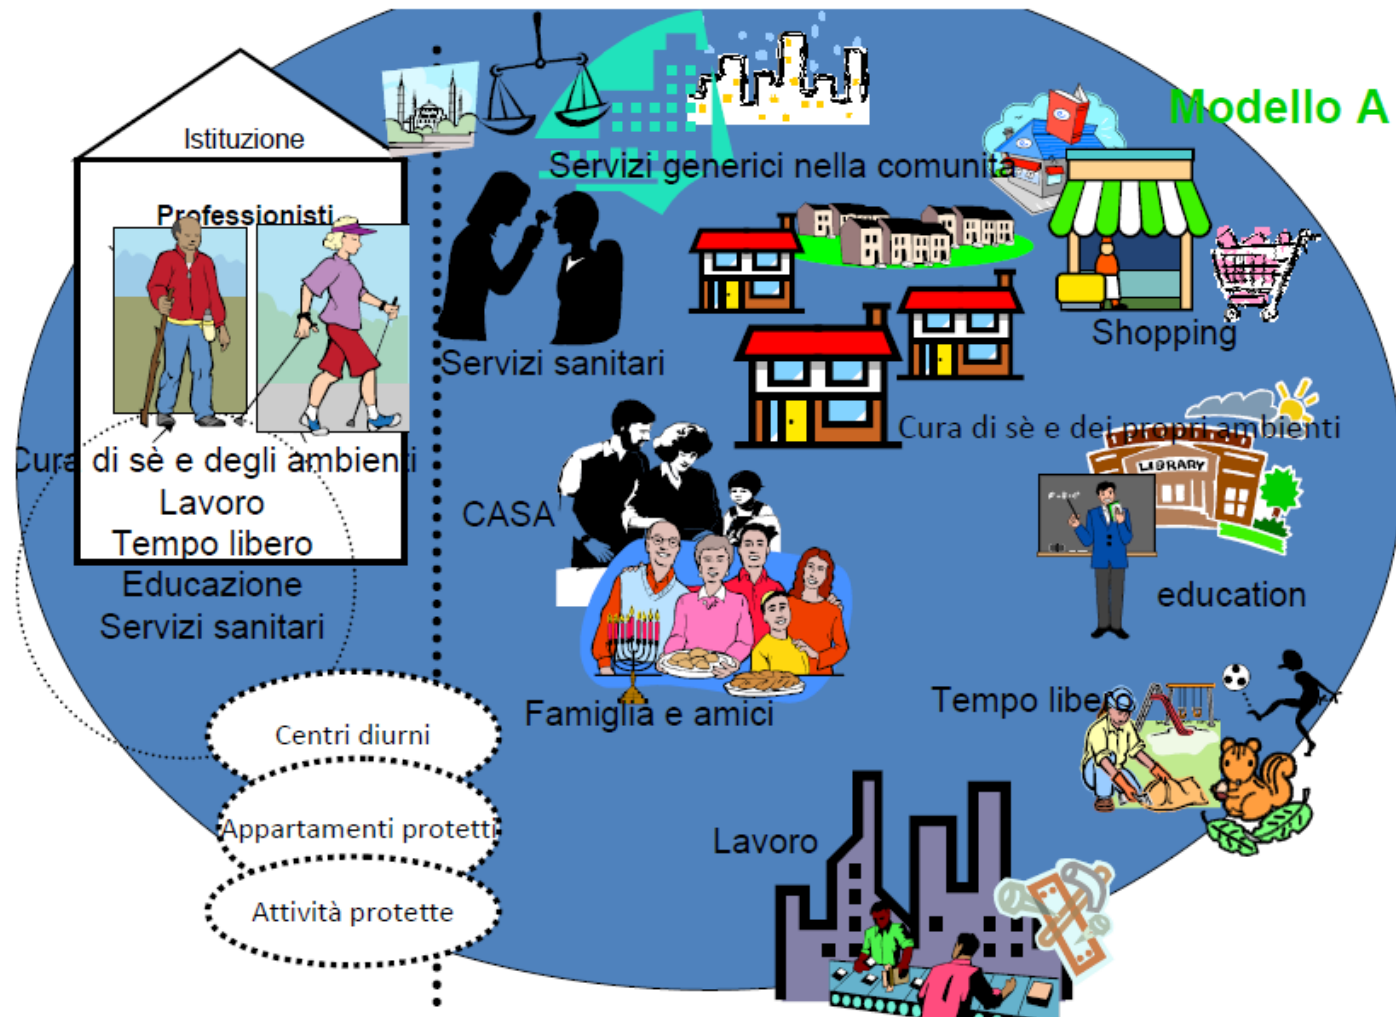 Modello A
Istituzione
Professionisti
Cura di sè e degli ambienti
Lavoro
Tempo libero
Educazione
Servizi sanitari
Centri diurni
Appartamenti protetti
Attività protette
Servizi generici nella comunità
Servizi sanitari
Shopping
Cura di sè e dei propri ambienti
LIBRARY
CASA
education
Famiglia e amici
Tempo libero
Lavoro